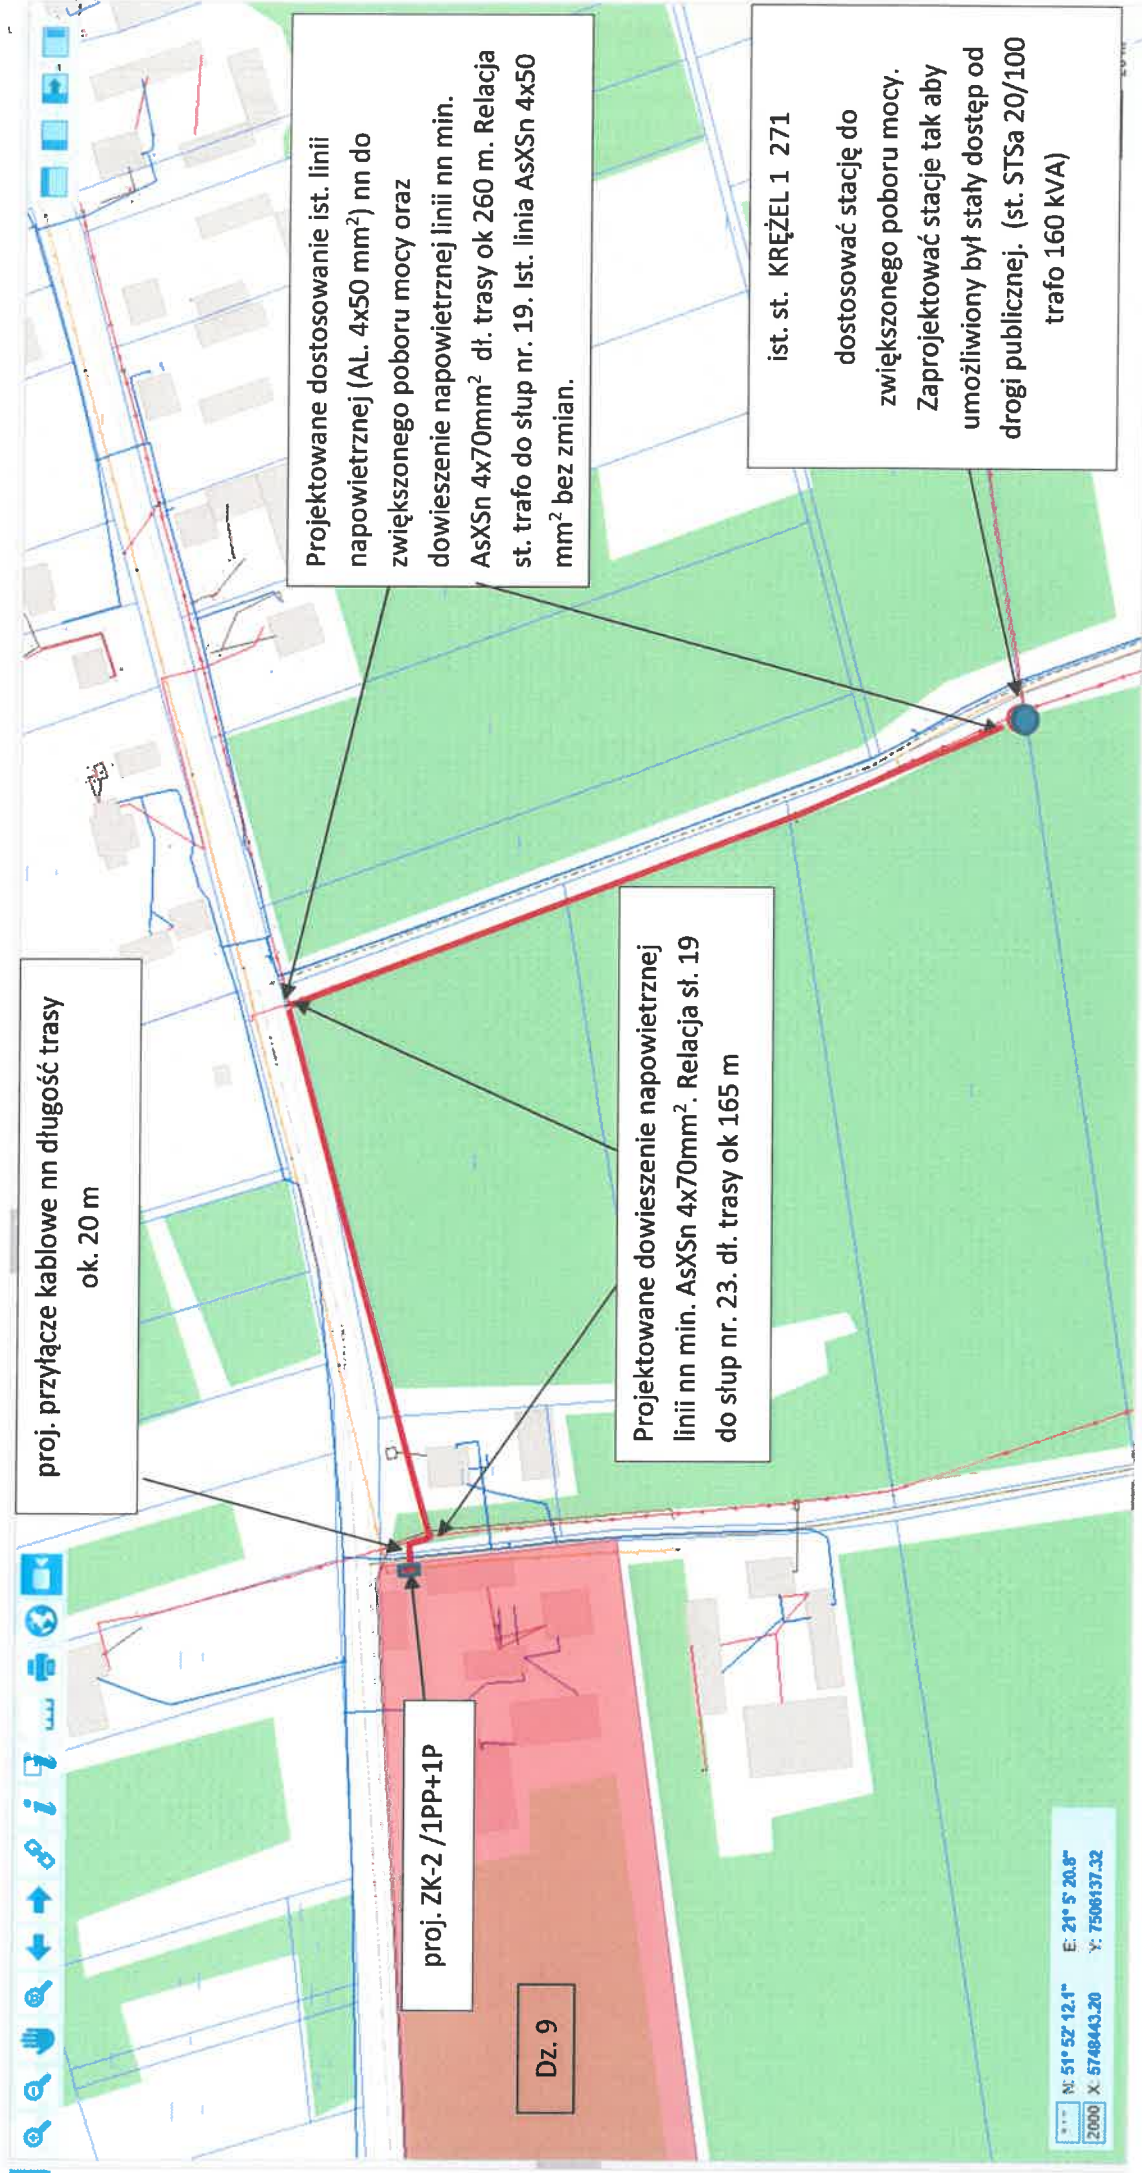 proj. przyłącze kablowe nn długość trasy
ok. 20 m
Projektowane dostosowanie ist. linii
napowietrznej (AL. 4x50 mm²) nn do
zwiększonego poboru mocy oraz
dowieszenie napowietrznej linii nn min.
AsXSn 4x70mm² dł. trasy ok 260 m. Relacja
st. trafo do słup nr. 19. Ist. linia AsXSn 4x50
mm² bez zmian.
proj. ZK-2 /1PP+1P
Dz. 9
Projektowane dowieszenie napowietrznej
linii nn min. AsXSn 4x70mm². Relacja sł. 19
do słup nr. 23. dł. trasy ok 165 m
ist. st. KRĘŻEL 1 271
dostosować stację do
zwiększonego poboru mocy.
Zaprojektować stacje tak aby
umożliwiony był stały dostęp od
drogi publicznej. (st. STSa 20/100
trafo 160 kVA)
N: 51° 52' 12.1" E: 21° 5' 20.8"
2000 X: 5748443.20 Y: 7506137.32